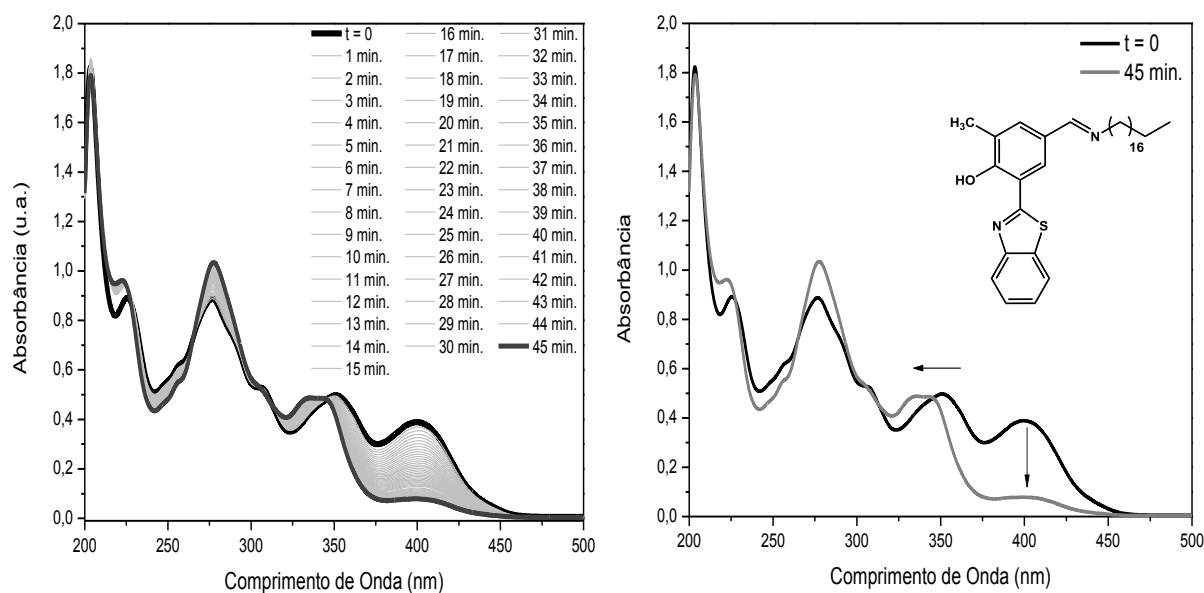 2,0
1,8
1,6
1,4
1,2
1,0
0,8
0,6
0,4
0,2
0,0
Absorbância (u.a.)
200 250 300 350 400 450 500
Comprimento de Onda (nm)
t = 0 16 min. 31 min.
1 min. 17 min. 32 min.
2 min. 18 min. 33 min.
3 min. 19 min. 34 min.
4 min. 20 min. 35 min.
5 min. 21 min. 36 min.
6 min. 22 min. 37 min.
7 min. 23 min. 38 min.
8 min. 24 min. 39 min.
9 min. 25 min. 40 min.
10 min. 26 min. 41 min.
11 min. 27 min. 42 min.
12 min. 28 min. 43 min.
13 min. 29 min. 44 min.
14 min. 30 min. 45 min.
15 min.
2,0
1,8
1,6
1,4
1,2
1,0
0,8
0,6
0,4
0,2
0,0
Absorbância
200 250 300 350 400 450 500
Comprimento de Onda (nm)
t = 0
45 min.
H₃C
N
16
HO
N S